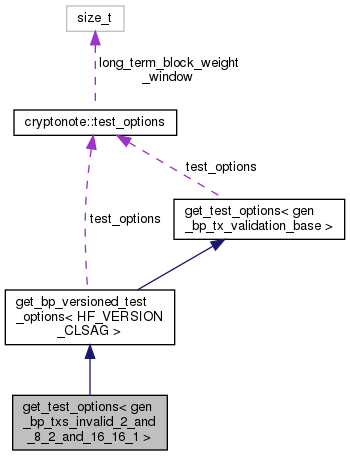 size_t
long_term_block_weight
_window
cryptonote::test_options
test_options
get_test_options< gen
_bp_tx_validation_base >
test_options
get_bp_versioned_test
_options< HF_VERSION
_CLSAG >
get_test_options< gen
_bp_txs_invalid_2_and
_8_2_and_16_16_1 >